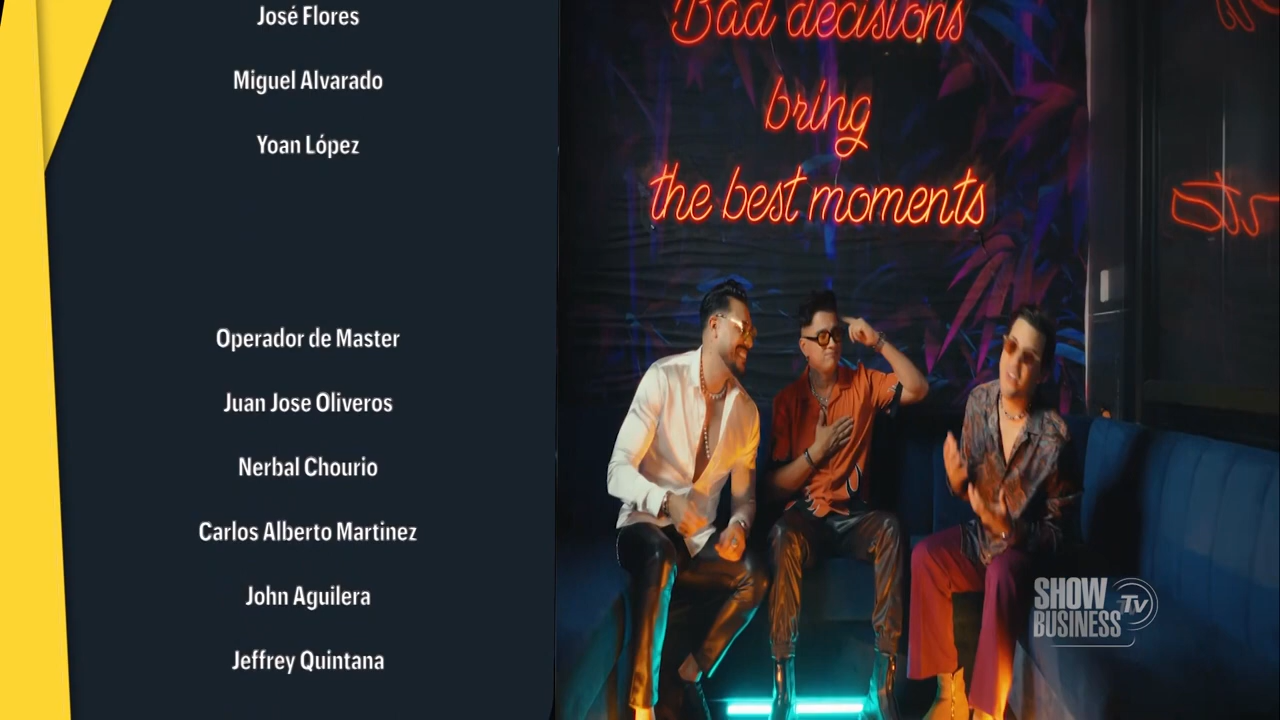 José Flores
Miguel Alvarado
Yoan López
Operador de Master
Juan Jose Oliveros
Nerbal Chourio
Carlos Alberto Martinez
John Aguilera
Jeffrey Quintana
Bad decisions
bring
the best moments
SHOW
BUSINESS
Tv